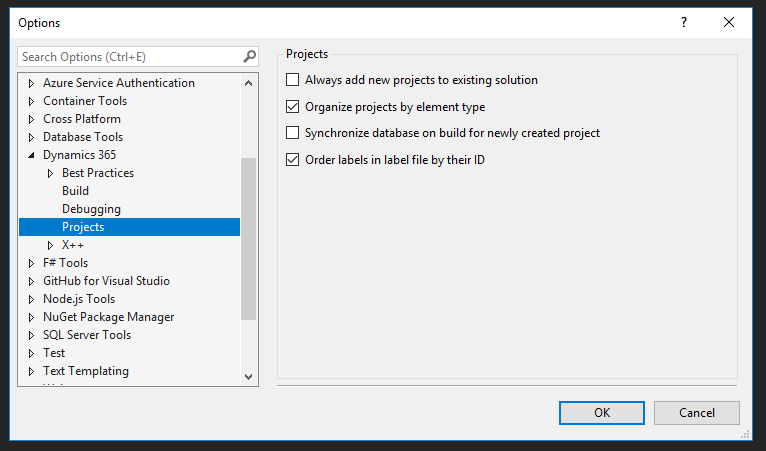 Options
?
Search Options (Ctrl+E)
Azure Service Authentication
Container Tools
Cross Platform
Database Tools
Dynamics 365
Best Practices
Build
Debugging
Projects
X++
F# Tools
GitHub for Visual Studio
Node.js Tools
NuGet Package Manager
SQL Server Tools
Test
Text Templating
Projects
Always add new projects to existing solution
Organize projects by element type
Synchronize database on build for newly created project
Order labels in label file by their ID
OK
Cancel